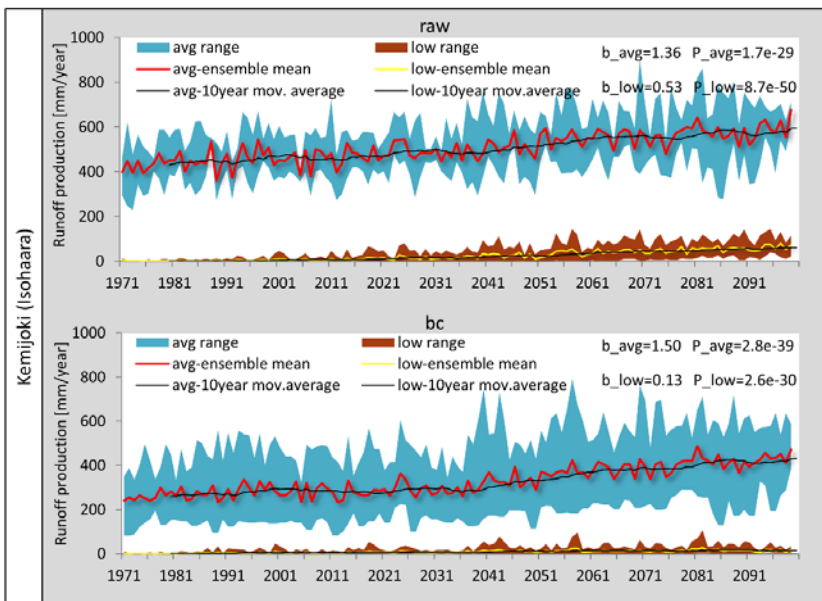 Kemijoki (Isohaara)
raw
Runoff production [mm/year]
1000
800
600
400
200
0
avg range
low range
avg-ensemble mean
low-ensemble mean
avg-10year mov. average
low-10year mov. average
b_avg=1.36 P_avg=1.7e-29
b_low=0.53 P_low=8.7e-50
1971 1981 1991 2001 2011 2021 2031 2041 2051 2061 2071 2081 2091
bc
Runoff production [mm/year]
1000
800
600
400
200
0
avg range
low range
avg-ensemble mean
low-ensemble mean
avg-10year mov.average
low-10year mov.average
b_avg=1.50 P_avg=2.8e-39
b_low=0.13 P_low=2.6e-30
1971 1981 1991 2001 2011 2021 2031 2041 2051 2061 2071 2081 2091